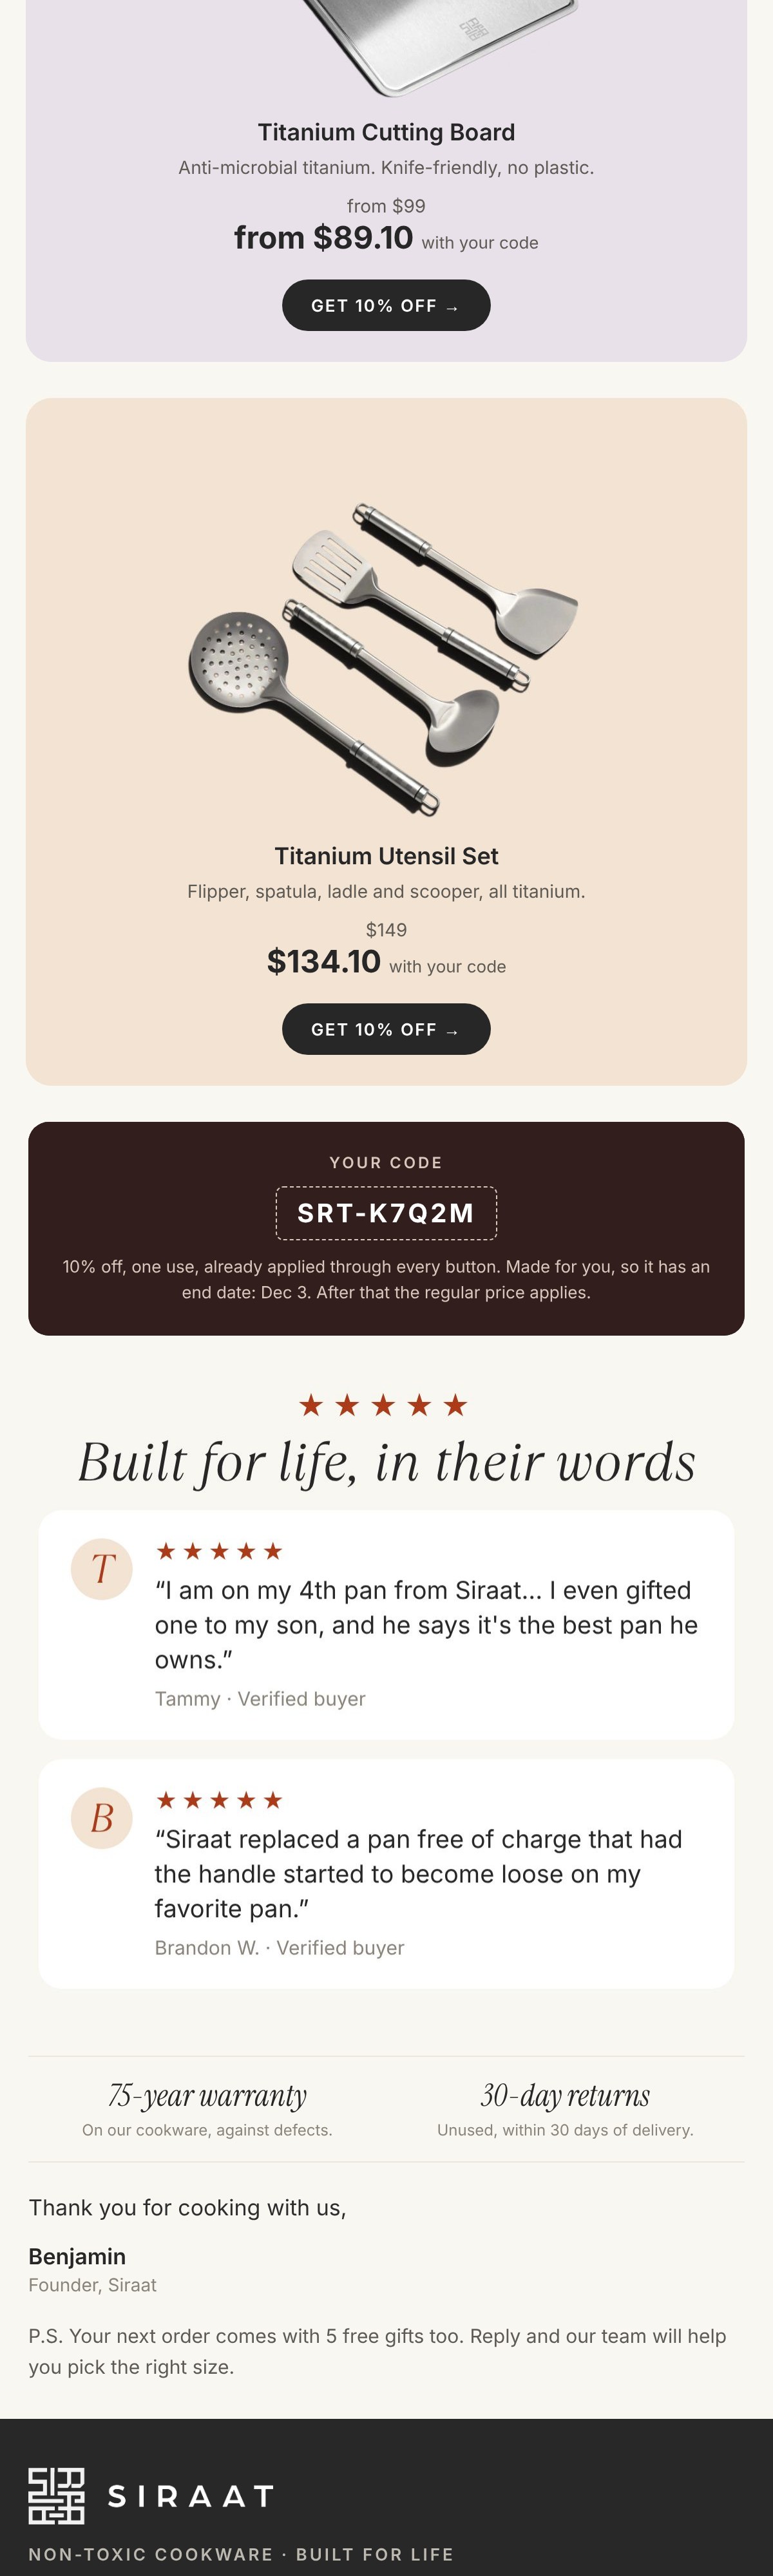 Titanium Cutting Board
Anti-microbial titanium. Knife-friendly, no plastic.
from $99
from $89.10 with your code
GET 10% OFF →
Titanium Utensil Set
Flipper, spatula, ladle and scooper, all titanium.
$149
$134.10 with your code
GET 10% OFF →
YOUR CODE
SRT-K7Q2M
10% off, one use, already applied through every button. Made for you, so it has an
end date: Dec 3. After that the regular price applies.
★★★★★
Built for life, in their words
T
★★★★★
“I am on my 4th pan from Siraat... I even gifted
one to my son, and he says it's the best pan he
owns.”
Tammy · Verified buyer
B
★★★★★
“Siraat replaced a pan free of charge that had
the handle started to become loose on my
favorite pan.”
Brandon W. · Verified buyer
75-year warranty
On our cookware, against defects.
30-day returns
Unused, within 30 days of delivery.
Thank you for cooking with us,
Benjamin
Founder, Siraat
P.S. Your next order comes with 5 free gifts too. Reply and our team will help
you pick the right size.
SIRAAT
NON-TOXIC COOKWARE · BUILT FOR LIFE